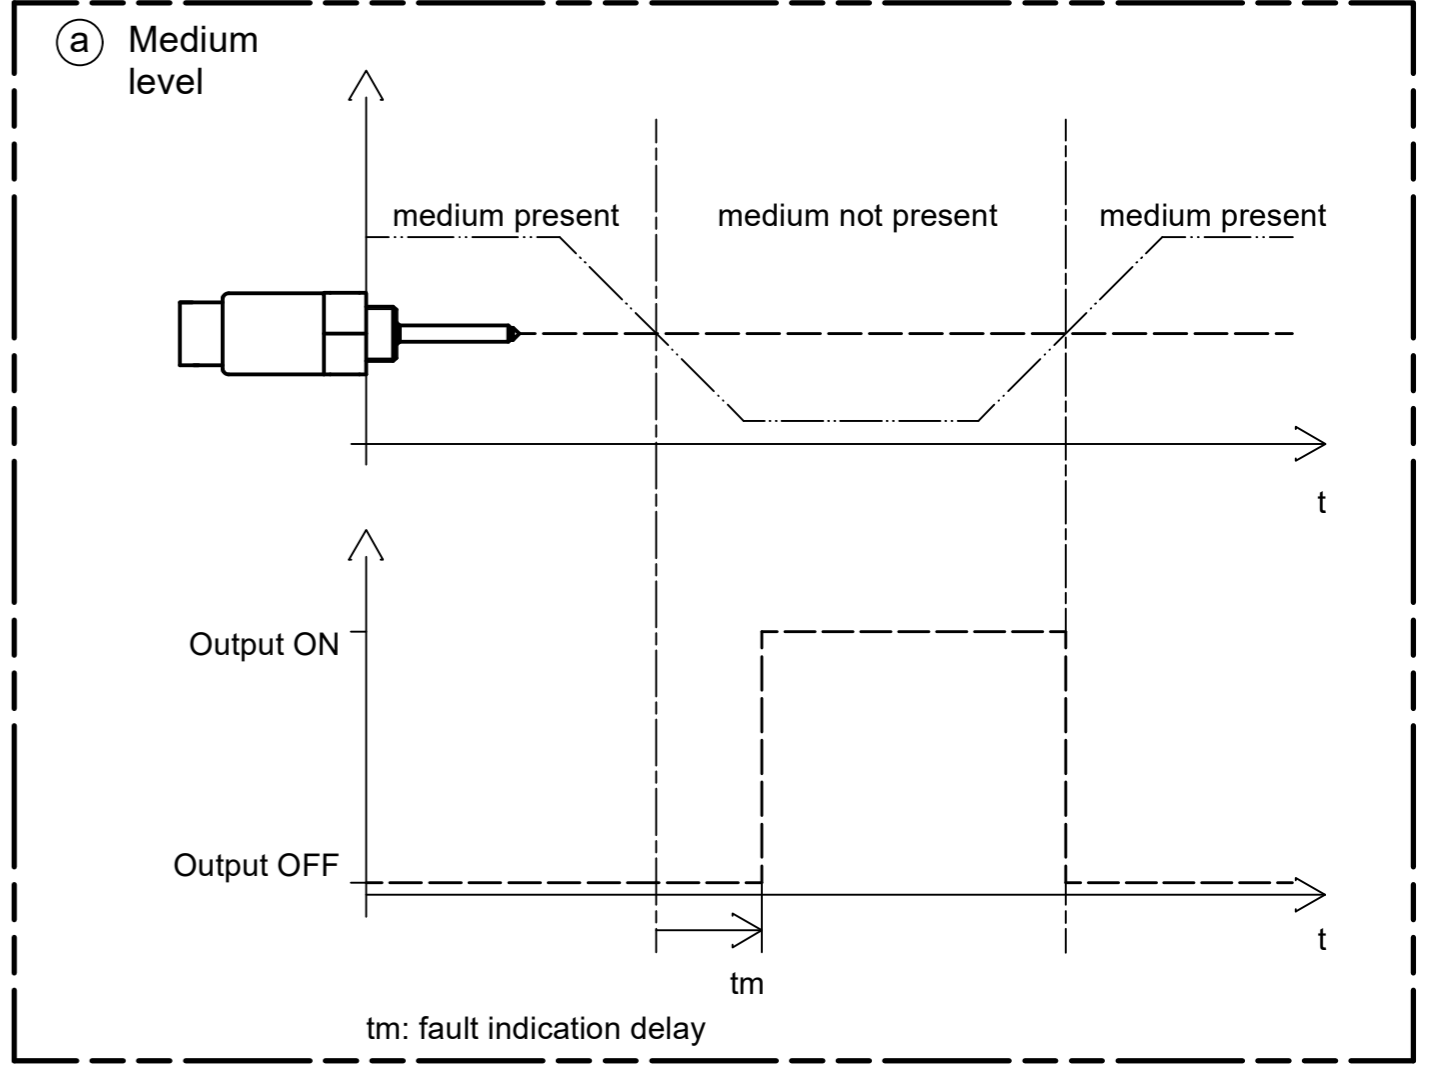 a Medium
level
medium present medium not present medium present
t
Output ON
Output OFF
t
tm
tm: fault indication delay